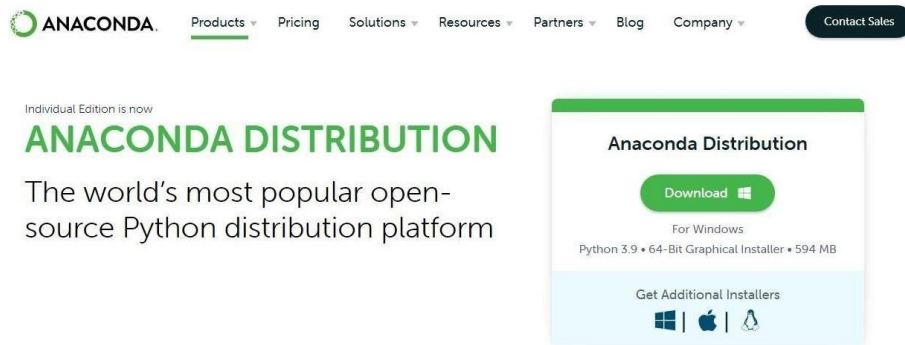 ANACONDA.
Products Pricing Solutions Resources Partners Blog Company Contact Sales
Individual Edition is now
ANACONDA DISTRIBUTION
The world's most popular open-
source Python distribution platform
Anaconda Distribution
Download
For Windows
Python 3.9 • 64-Bit Graphical Installer • 594 MB
Get Additional Installers
| |